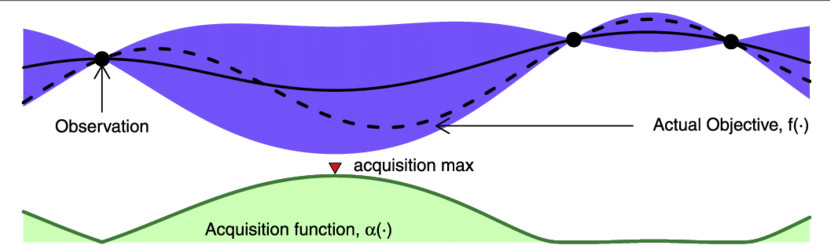 Observation
Actual Objective, f(·)
acquisition max
Acquisition function, α(·)